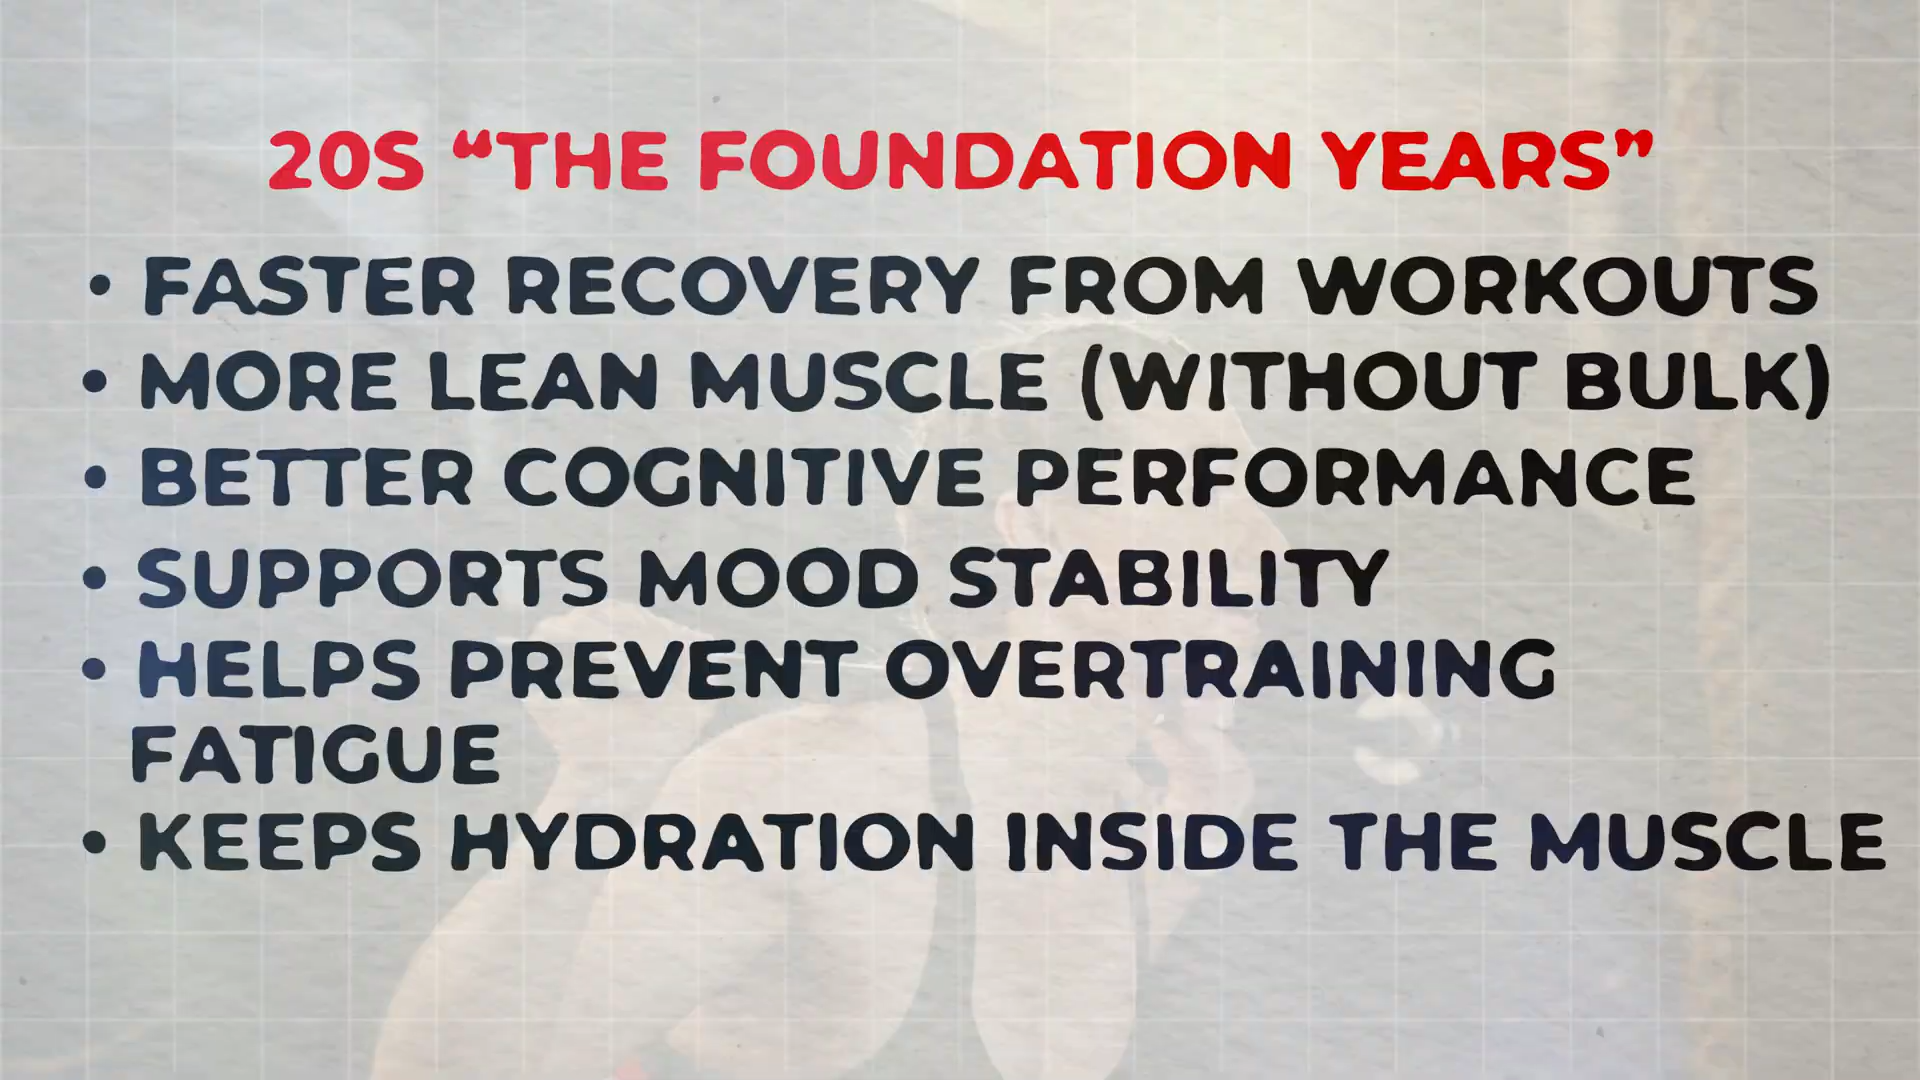 20S “THE FOUNDATION YEARS”
• FASTER RECOVERY FROM WORKOUTS
• MORE LEAN MUSCLE (WITHOUT BULK)
• BETTER COGNITIVE PERFORMANCE
• SUPPORTS MOOD STABILITY
• HELPS PREVENT OVERTRAINING
FATIGUE
• KEEPS HYDRATION INSIDE THE MUSCLE